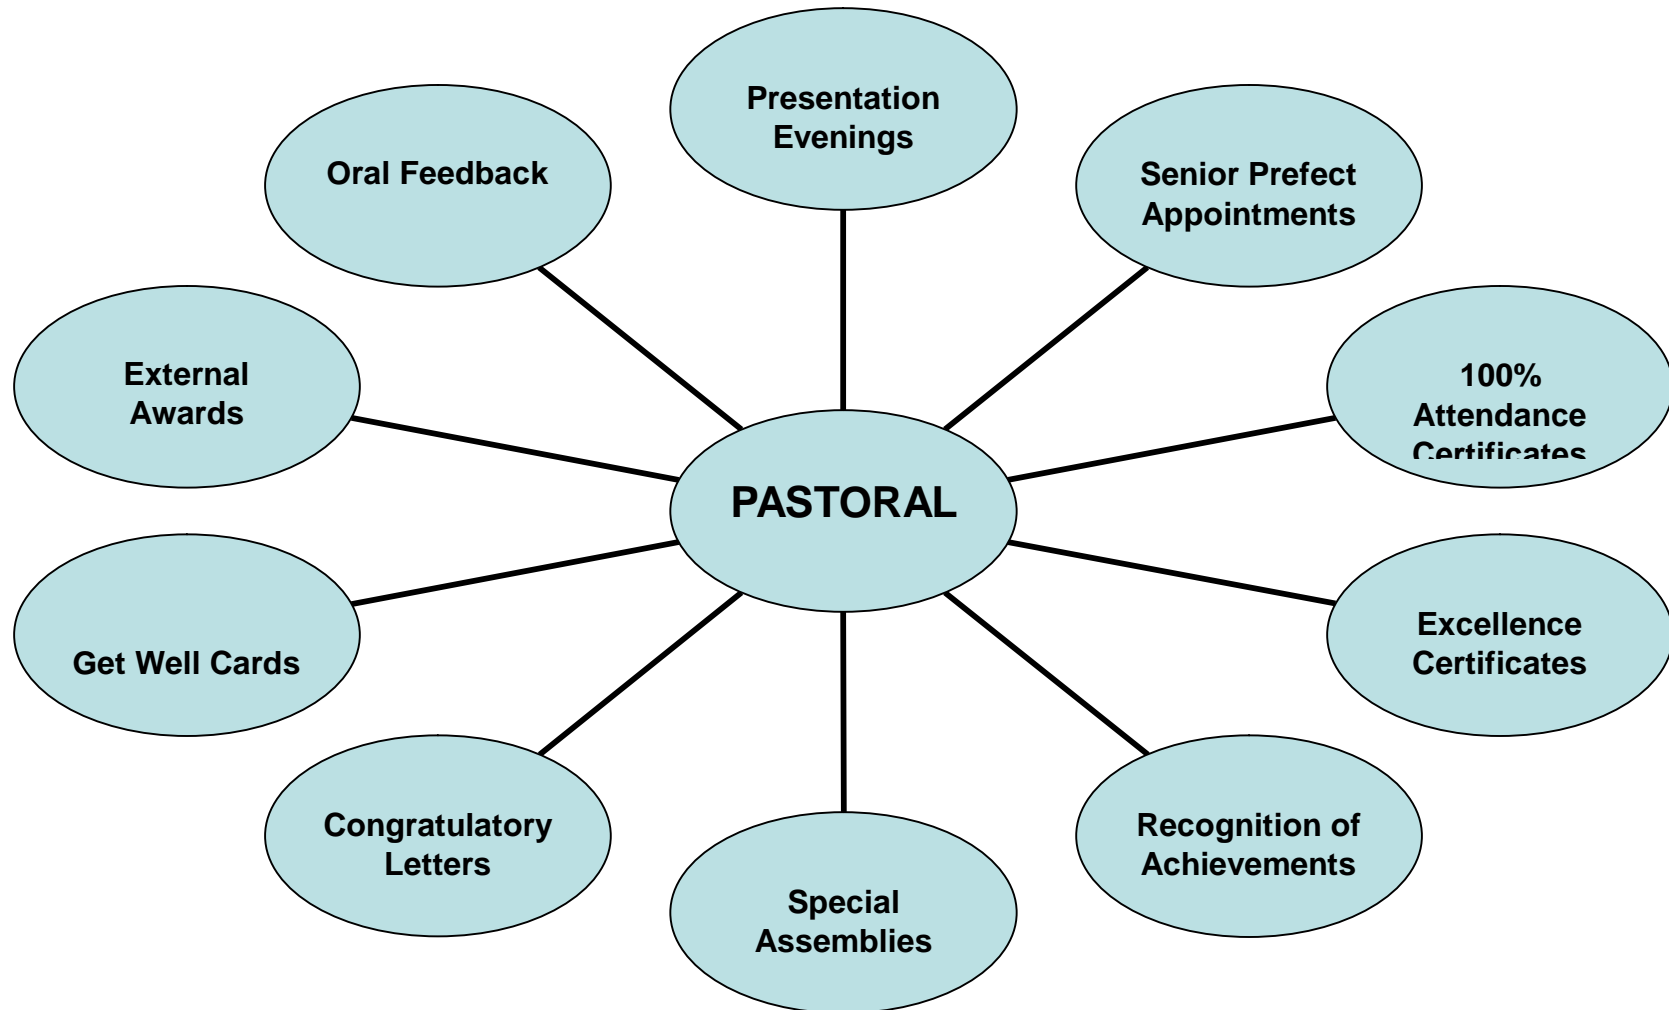 Presentation
Evenings
Oral Feedback
Senior Prefect
Appointments
External
Awards
100%
Attendance
Certificates
PASTORAL
Get Well Cards
Excellence
Certificates
Congratulatory
Letters
Recognition of
Achievements
Special
Assemblies